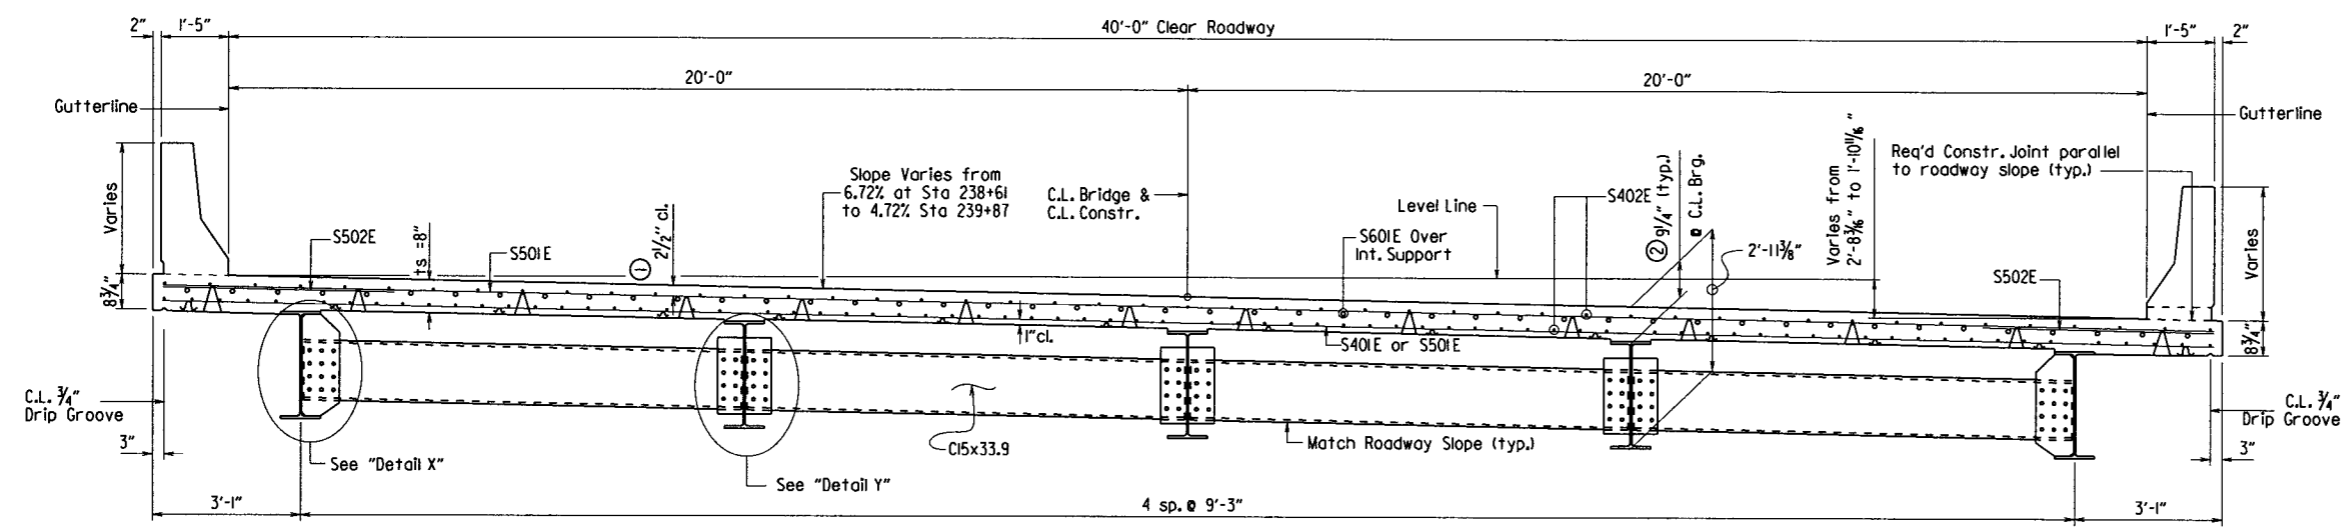 2" 1'-5" 40'-0" Clear Roadway 1'-5" 2"
20'-0" 20'-0"
Gutterline
Gutterline
Varies
8¾"
S502E
S501E
ts =8"
① 2½" cl.
Slope Varies from
6.72% at Sta 238+61
to 4.72% Sta 239+87
C.L. Bridge &
C.L. Constr.
Level Line
S601E Over
Int. Support
S402E
② 9¼" (typ.)
@ C.L. Brg.
2'-11⅜"
Varies from
2'-8³⁄₁₆" to 1'-10¹¹⁄₁₆"
Req'd Constr. Joint parallel
to roadway slope (typ.)
S502E
Varies
8¾"
1" cl.
S401E or S501E
C.L. ¾"
Drip Groove
3"
See "Detail X"
See "Detail Y"
C15x33.9
Match Roadway Slope (typ.)
C.L. ¾"
Drip Groove
3"
3'-1" 4 sp. @ 9'-3" 3'-1"